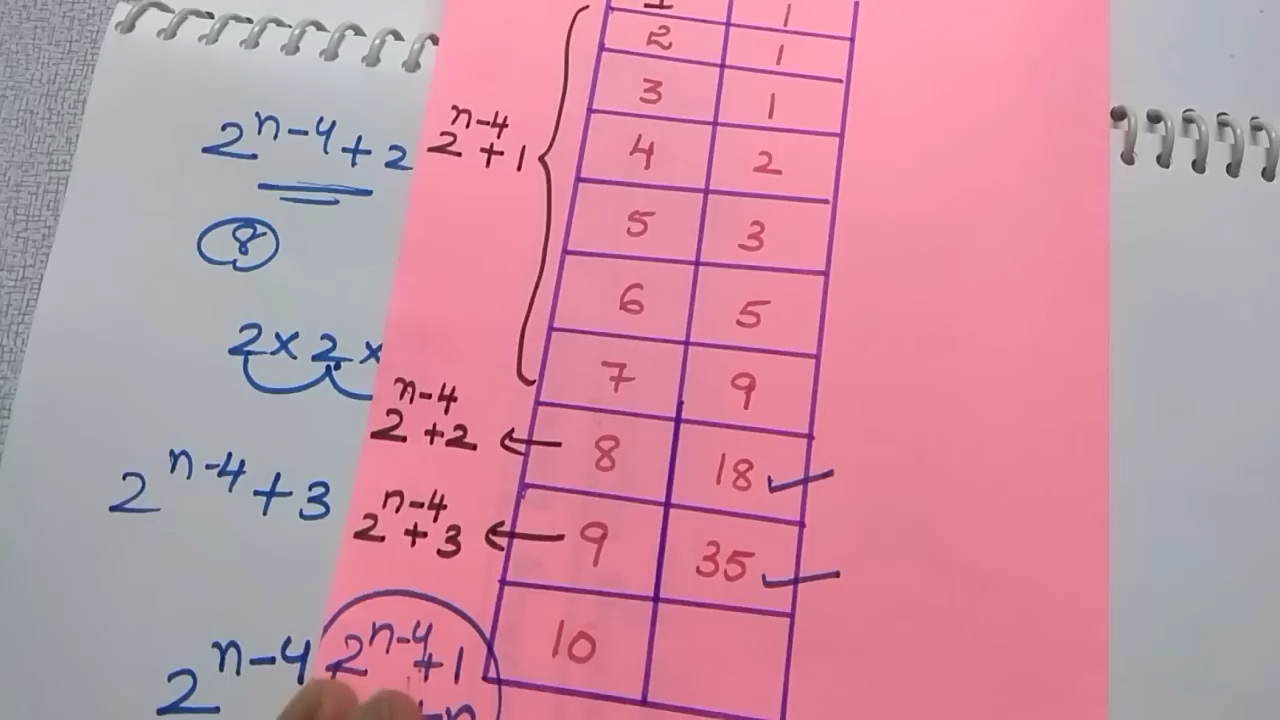 2^{n-4}+2
8
2×2×
2^{n-4}+3
2^{n-4}
2^{n-4}+1
2^{n-4}+2 ←
2^{n-4}+3 ←
2^{n-4}+1
1 1
2 1
3 1
4 2
5 3
6 5
7 9
8 18 ✓
9 35 ✓
10